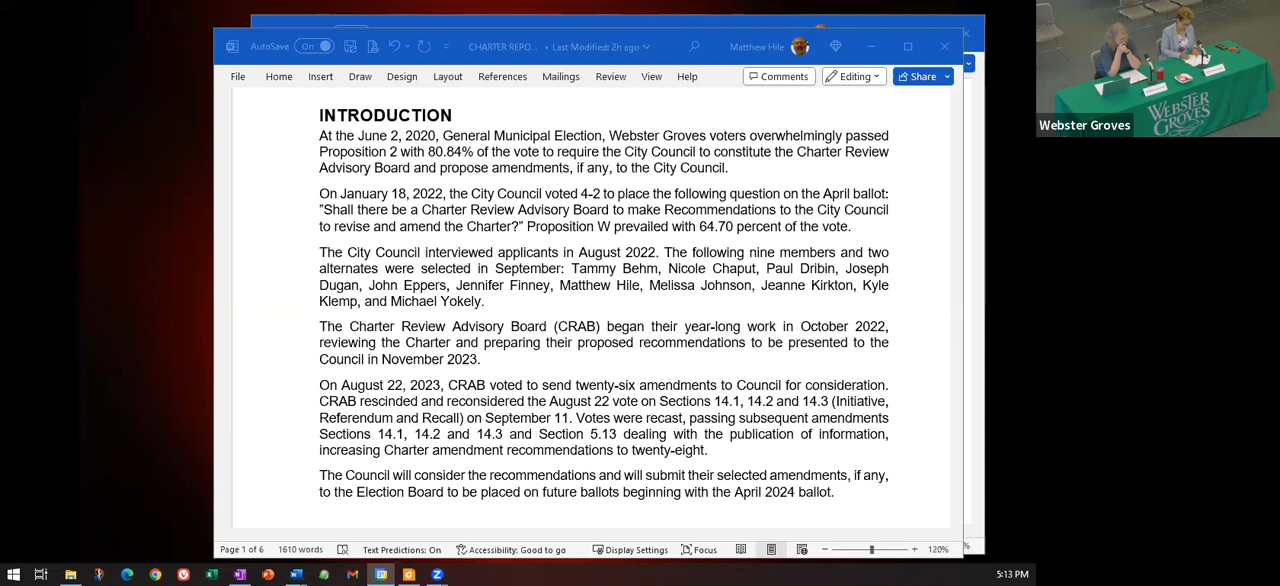 AutoSave On CHARTER REPO... • Last Modified: 2h ago Matthew Hile
File Home Insert Draw Design Layout References Mailings Review View Help Comments Editing Share
INTRODUCTION
At the June 2, 2020, General Municipal Election, Webster Groves voters overwhelmingly passed
Proposition 2 with 80.84% of the vote to require the City Council to constitute the Charter Review
Advisory Board and propose amendments, if any, to the City Council.
On January 18, 2022, the City Council voted 4-2 to place the following question on the April ballot:
"Shall there be a Charter Review Advisory Board to make Recommendations to the City Council
to revise and amend the Charter?" Proposition W prevailed with 64.70 percent of the vote.
The City Council interviewed applicants in August 2022. The following nine members and two
alternates were selected in September: Tammy Behm, Nicole Chaput, Paul Dribin, Joseph
Dugan, John Eppers, Jennifer Finney, Matthew Hile, Melissa Johnson, Jeanne Kirkton, Kyle
Klemp, and Michael Yokely.
The Charter Review Advisory Board (CRAB) began their year-long work in October 2022,
reviewing the Charter and preparing their proposed recommendations to be presented to the
Council in November 2023.
On August 22, 2023, CRAB voted to send twenty-six amendments to Council for consideration.
CRAB rescinded and reconsidered the August 22 vote on Sections 14.1, 14.2 and 14.3 (Initiative,
Referendum and Recall) on September 11. Votes were recast, passing subsequent amendments
Sections 14.1, 14.2 and 14.3 and Section 5.13 dealing with the publication of information,
increasing Charter amendment recommendations to twenty-eight.
The Council will consider the recommendations and will submit their selected amendments, if any,
to the Election Board to be placed on future ballots beginning with the April 2024 ballot.
Page 1 of 6 1610 words Text Predictions: On Accessibility: Good to go Display Settings Focus 120% %
5:13 PM
WEBSTER
GROVES
Webster Groves